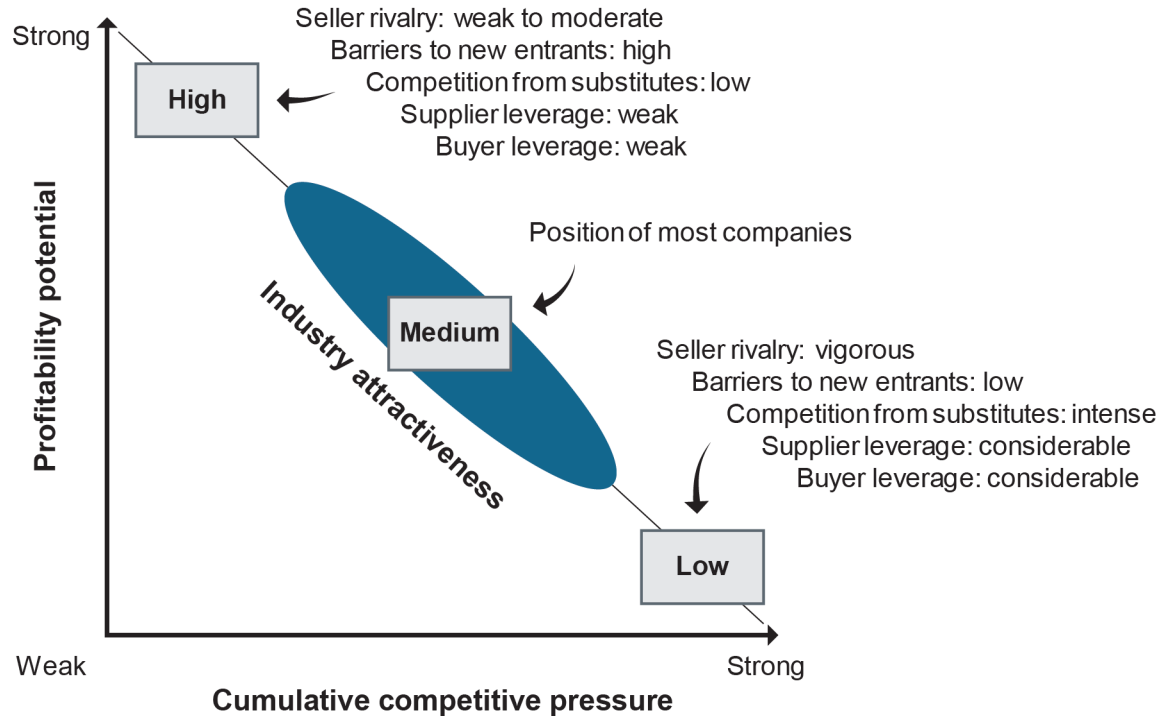 Strong
Seller rivalry: weak to moderate
Barriers to new entrants: high
Competition from substitutes: low
Supplier leverage: weak
Buyer leverage: weak
High
Profitability potential
Position of most companies
Industry attractiveness
Medium
Seller rivalry: vigorous
Barriers to new entrants: low
Competition from substitutes: intense
Supplier leverage: considerable
Buyer leverage: considerable
Low
Weak
Strong
Cumulative competitive pressure